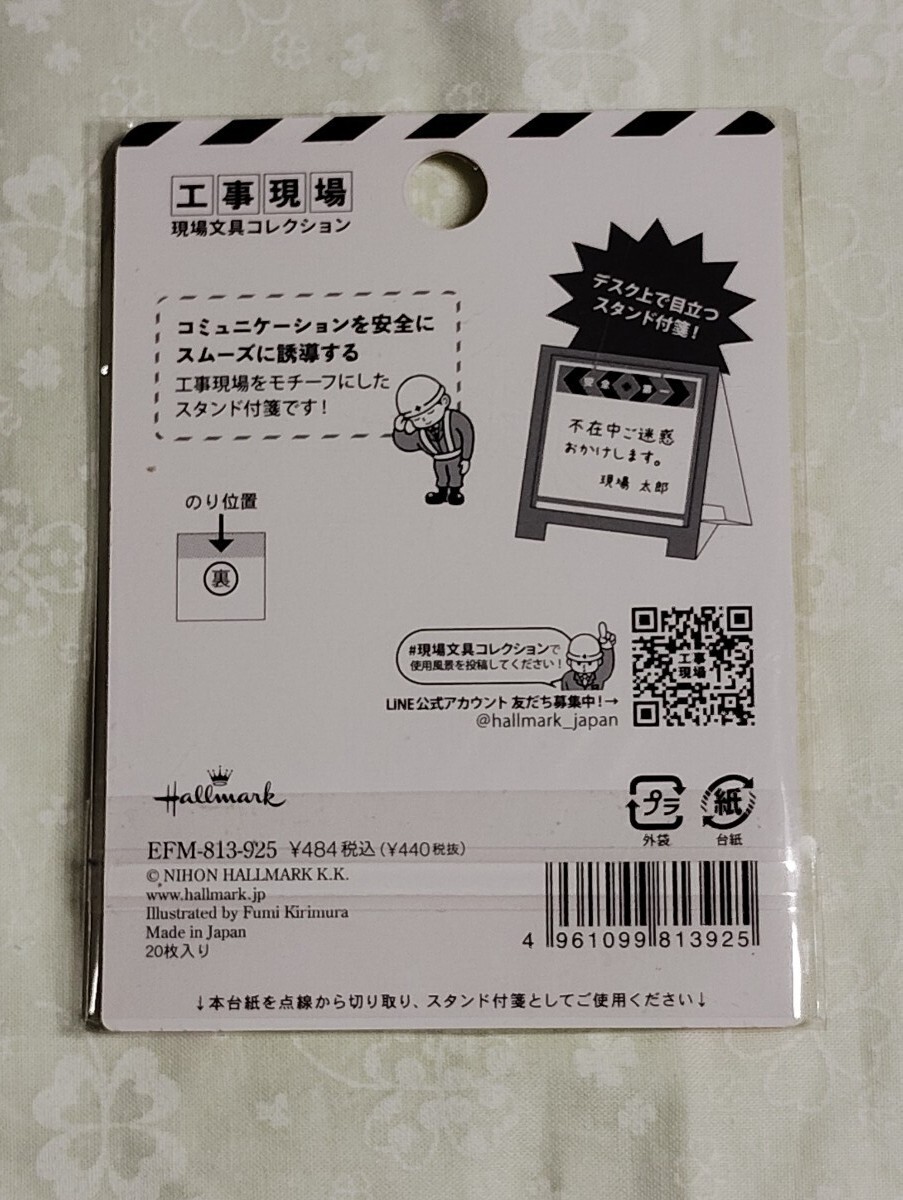 工事現場
現場文具コレクション
デスク上で目立つ
スタンド付箋!
コミュニケーションを安全に
スムーズに誘導する
工事現場をモチーフにした
スタンド付箋です!
安全 第一
不在中ご迷惑
おかけします。
現場 太郎
のり位置
裏
#現場文具コレクションで
使用風景を投稿してください!
LINE公式アカウント 友だち募集中!→
@hallmark_japan
工事
現場
Hallmark
プラ
外袋
紙
台紙
EFM-813-925 ¥484税込(¥440税抜)
© NIHON HALLMARK K.K.
www.hallmark.jp
Illustrated by Fumi Kirimura
Made in Japan
20枚入り
4 961099 813925
↓本台紙を点線から切り取り、スタンド付箋としてご使用ください↓